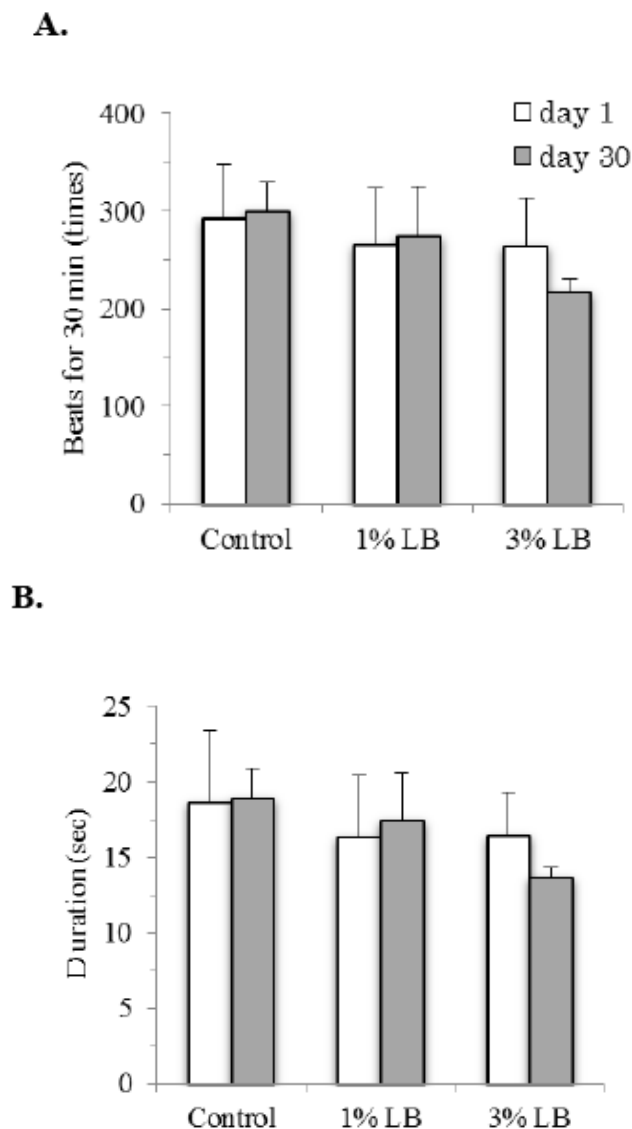 A.
400
300
200
100
0
Beats for 30 min (times)
day 1
day 30
Control 1% LB 3% LB
B.
25
20
15
10
5
0
Duration (sec)
Control 1% LB 3% LB